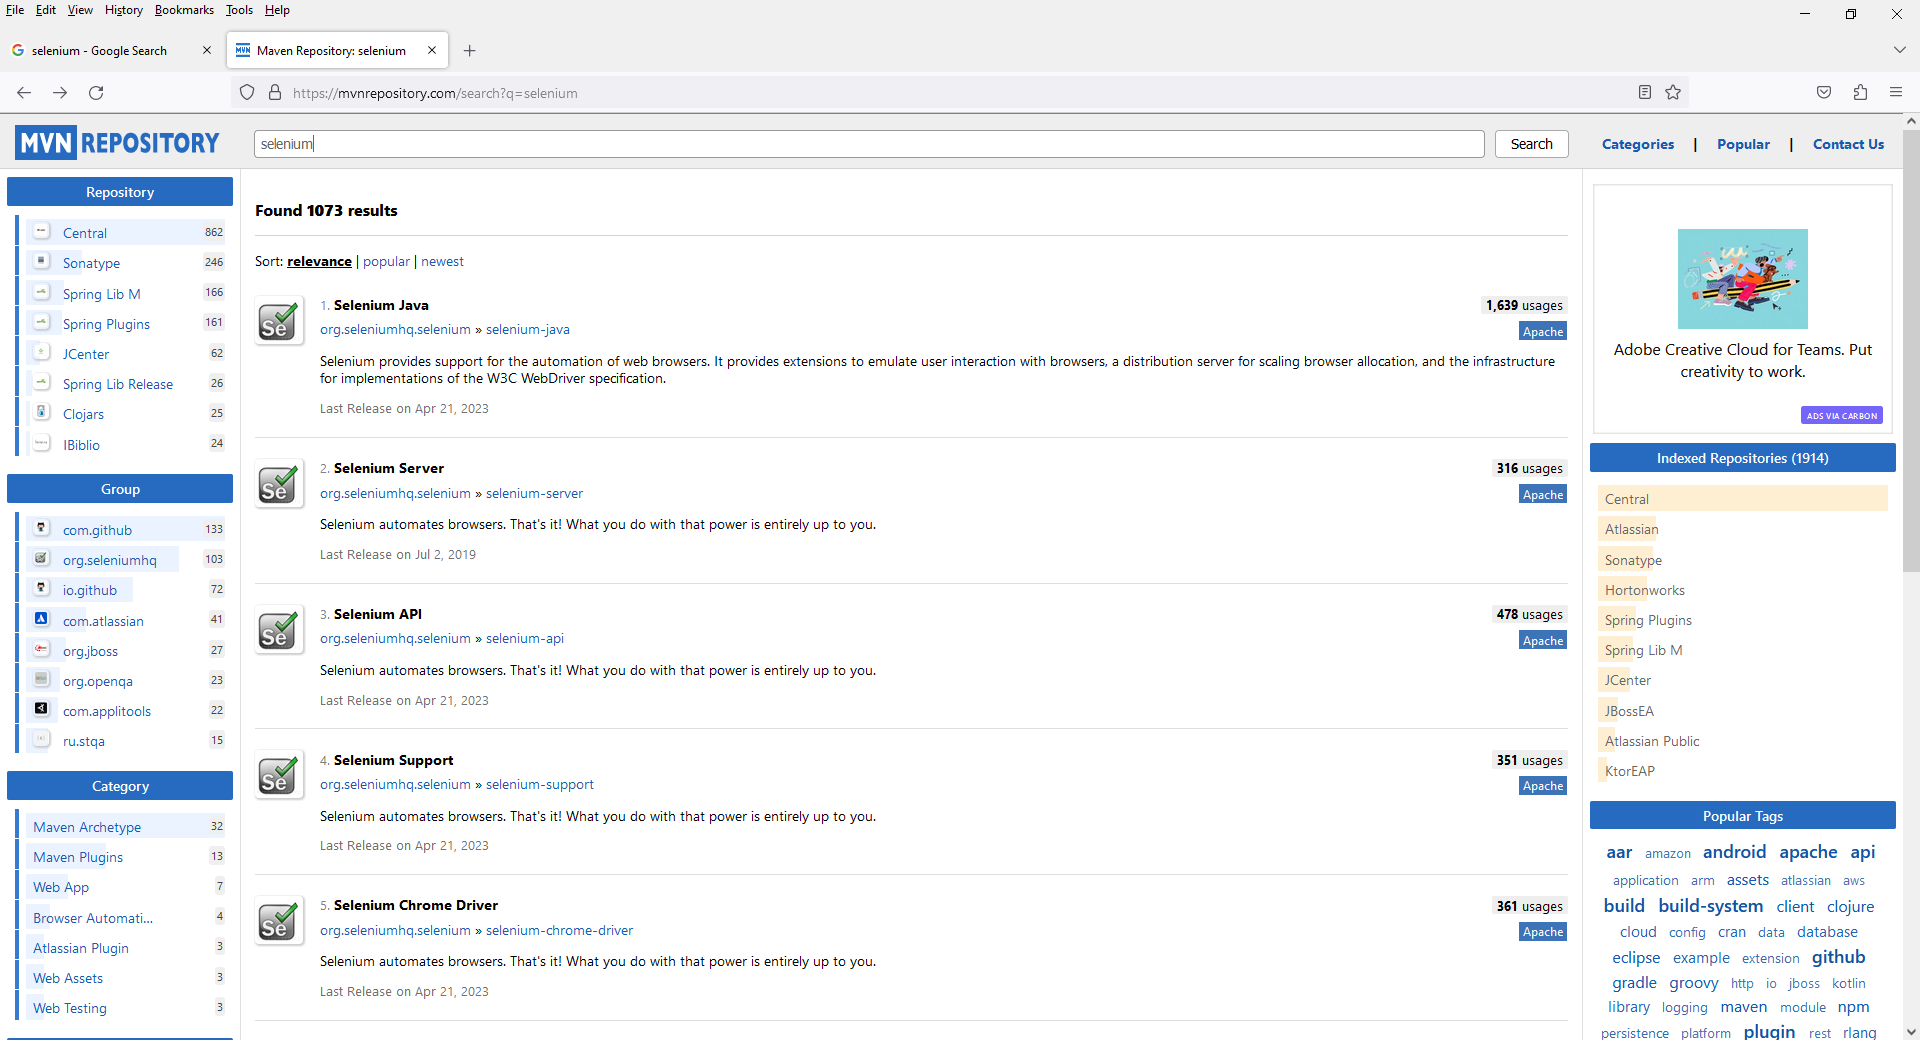 File Edit View History Bookmarks Tools Help
selenium - Google Search
Maven Repository: selenium
https://mvnrepository.com/search?q=selenium
MVN REPOSITORY
selenium
Search
Categories | Popular | Contact Us
Repository
Central 862
Sonatype 246
Spring Lib M 166
Spring Plugins 161
JCenter 62
Spring Lib Release 26
Clojars 25
IBiblio 24
Group
com.github 133
org.seleniumhq 103
io.github 72
com.atlassian 41
org.jboss 27
org.openqa 23
com.applitools 22
ru.stqa 15
Category
Maven Archetype 32
Maven Plugins 13
Web App 7
Browser Automati... 4
Atlassian Plugin 3
Web Assets 3
Web Testing 3
Found 1073 results
Sort: relevance | popular | newest
Se
1. Selenium Java
1,639 usages
org.seleniumhq.selenium » selenium-java
Apache
Selenium provides support for the automation of web browsers. It provides extensions to emulate user interaction with browsers, a distribution server for scaling browser allocation, and the infrastructure
for implementations of the W3C WebDriver specification.
Last Release on Apr 21, 2023
Se
2. Selenium Server
316 usages
org.seleniumhq.selenium » selenium-server
Apache
Selenium automates browsers. That's it! What you do with that power is entirely up to you.
Last Release on Jul 2, 2019
Se
3. Selenium API
478 usages
org.seleniumhq.selenium » selenium-api
Apache
Selenium automates browsers. That's it! What you do with that power is entirely up to you.
Last Release on Apr 21, 2023
Se
4. Selenium Support
351 usages
org.seleniumhq.selenium » selenium-support
Apache
Selenium automates browsers. That's it! What you do with that power is entirely up to you.
Last Release on Apr 21, 2023
Se
5. Selenium Chrome Driver
361 usages
org.seleniumhq.selenium » selenium-chrome-driver
Apache
Selenium automates browsers. That's it! What you do with that power is entirely up to you.
Last Release on Apr 21, 2023
Adobe Creative Cloud for Teams. Put
creativity to work.
ADS VIA CARBON
Indexed Repositories (1914)
Central
Atlassian
Sonatype
Hortonworks
Spring Plugins
Spring Lib M
JCenter
JBossEA
Atlassian Public
KtorEAP
Popular Tags
aar amazon android apache api
application arm assets atlassian aws
build build-system client clojure
cloud config cran data database
eclipse example extension github
gradle groovy http io jboss kotlin
library logging maven module npm
persistence platform plugin rest rlang